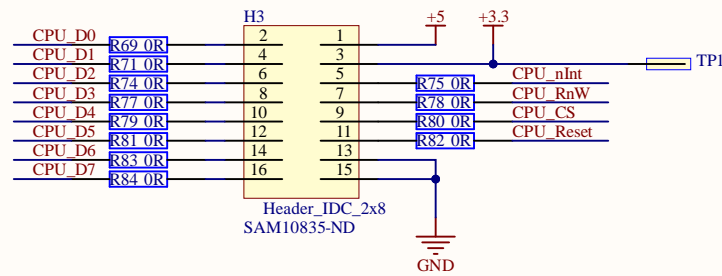 H3
+5
+3.3
TP1
CPU_D0 R69 0R 2 1
CPU_D1 R71 0R 4 3
CPU_D2 R74 0R 6 5 R75 0R CPU_nInt
CPU_D3 R77 0R 8 7 R78 0R CPU_RnW
CPU_D4 R79 0R 10 9 R80 0R CPU_CS
CPU_D5 R81 0R 12 11 R82 0R CPU_Reset
CPU_D6 R83 0R 14 13
CPU_D7 R84 0R 16 15
Header_IDC_2x8
SAM10835-ND
GND